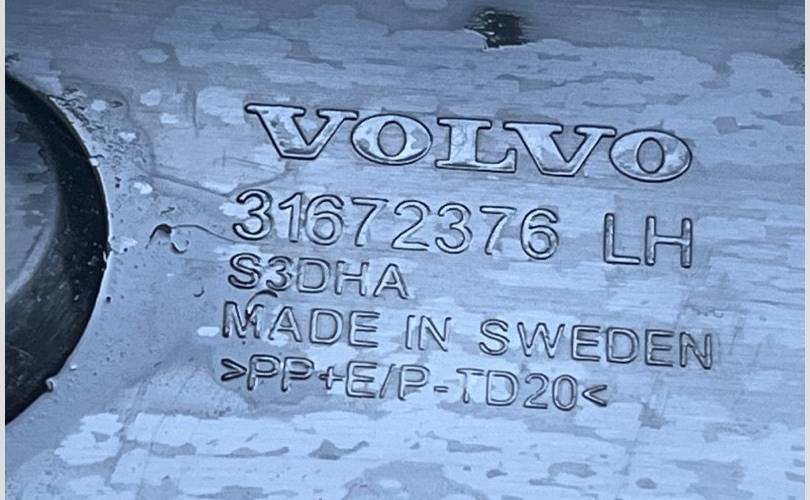 VOLVO
31672376 LH
S3DHA
MADE IN SWEDEN
>PP+E/P-TD20<